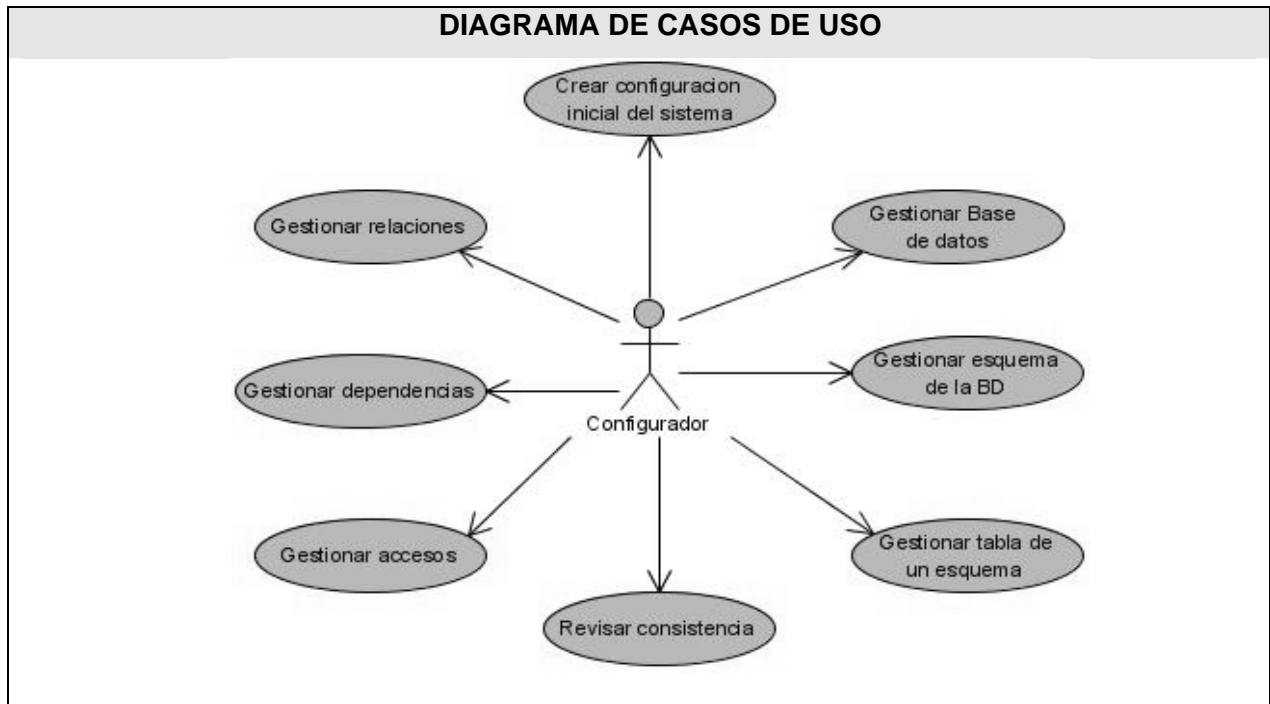 DIAGRAMA DE CASOS DE USO
Crear configuracion
inicial del sistema
Gestionar relaciones
Gestionar Base
de datos
Gestionar dependencias
Gestionar esquema
de la BD
Configurador
Gestionar accesos
Gestionar tabla de
un esquema
Revisar consistencia